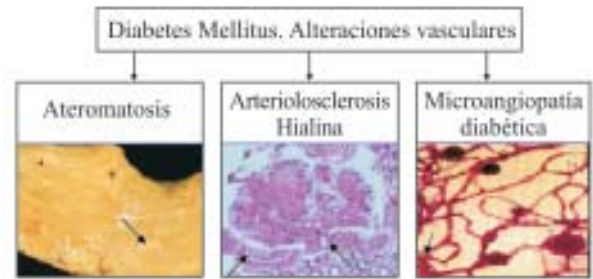 Diabetes Mellitus. Alteraciones vasculares
Ateromatosis
Arteriolosclerosis
Hialina
Microangiopatía
diabética